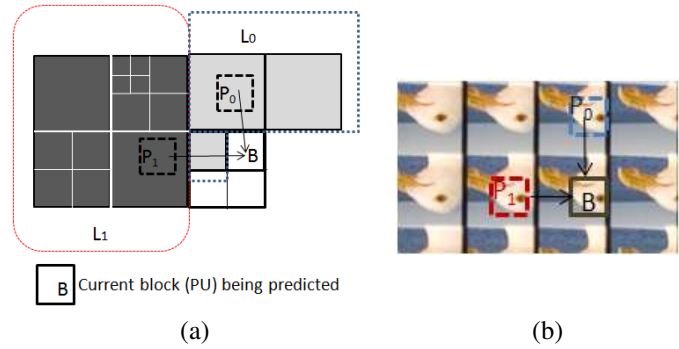 L0
P0
P1
B
L1
B Current block (PU) being predicted
P0
P1
B
(a)
(b)